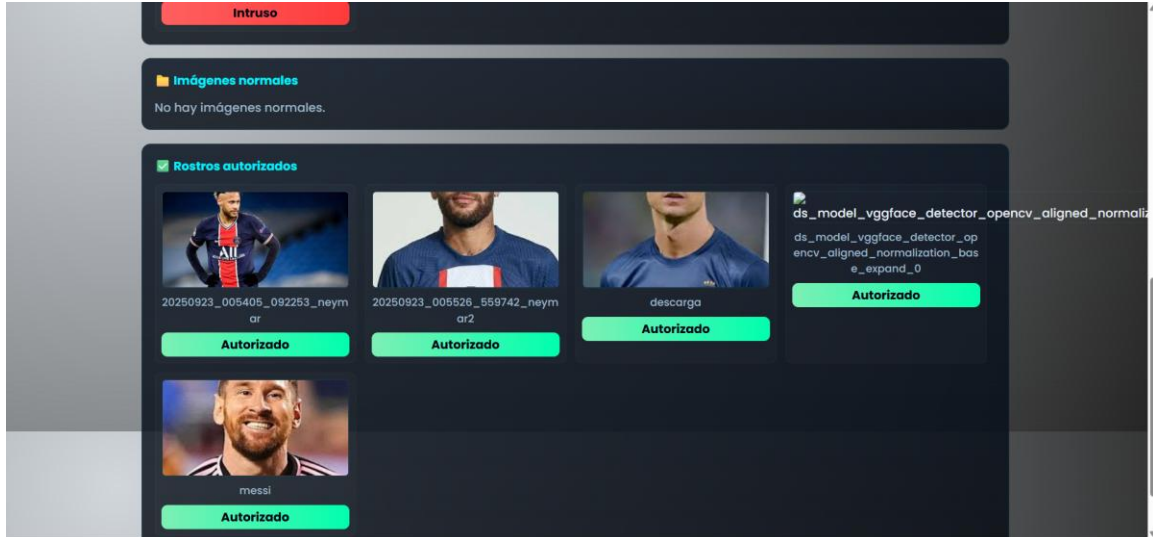 Intruso
Imágenes normales
No hay imágenes normales.
Rostros autorizados
ALL
20250923_005405_092253_neym
ar
Autorizado
20250923_005526_559742_neym
ar2
Autorizado
descarga
Autorizado
ds_model_vggface_detector_opencv_aligned_normaliz
ds_model_vggface_detector_op
encv_aligned_normalization_bas
e_expand_0
Autorizado
messi
Autorizado